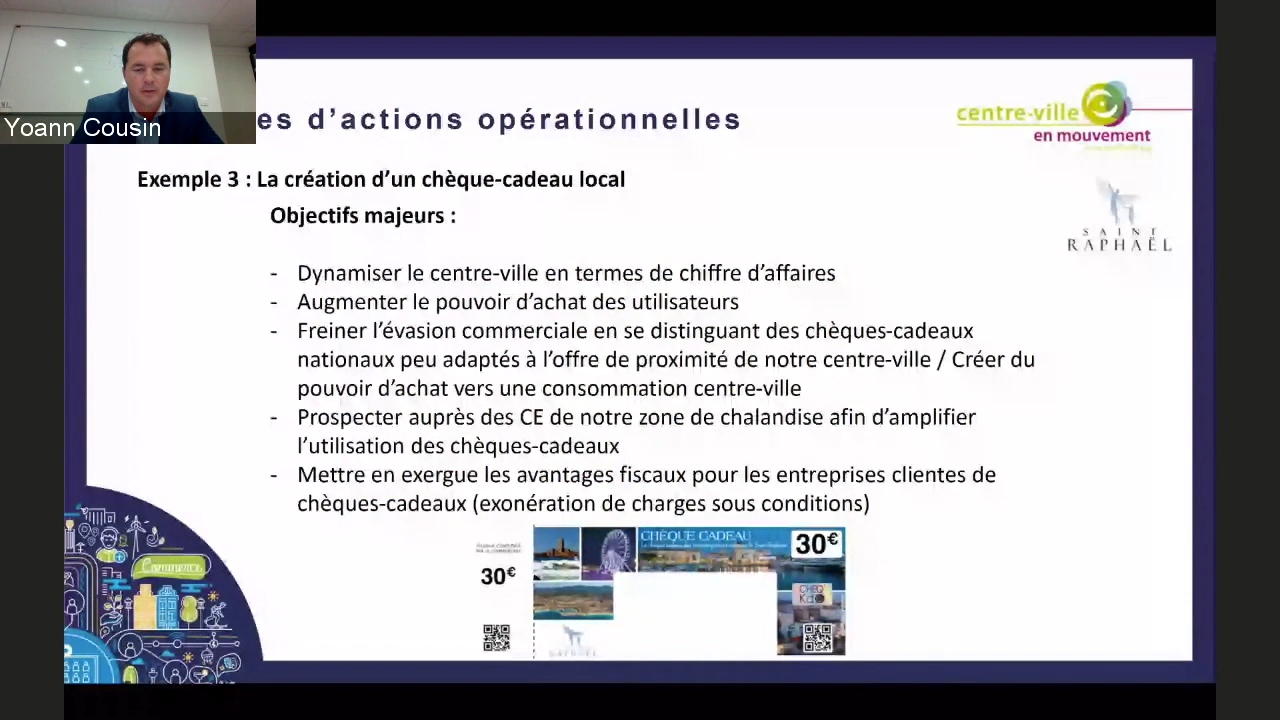 Yoann Cousin
es d’actions opérationnelles
centre-ville
en mouvement
SAINT
RAPHAËL
Exemple 3 : La création d’un chèque-cadeau local
Objectifs majeurs :
- Dynamiser le centre-ville en termes de chiffre d’affaires
- Augmenter le pouvoir d’achat des utilisateurs
- Freiner l’évasion commerciale en se distinguant des chèques-cadeaux
nationaux peu adaptés à l’offre de proximité de notre centre-ville / Créer du
pouvoir d’achat vers une consommation centre-ville
- Prospecter auprès des CE de notre zone de chalandise afin d’amplifier
l’utilisation des chèques-cadeaux
- Mettre en exergue les avantages fiscaux pour les entreprises clientes de
chèques-cadeaux (exonération de charges sous conditions)
CHÈQUE CADEAU
30€
30€
Commerce